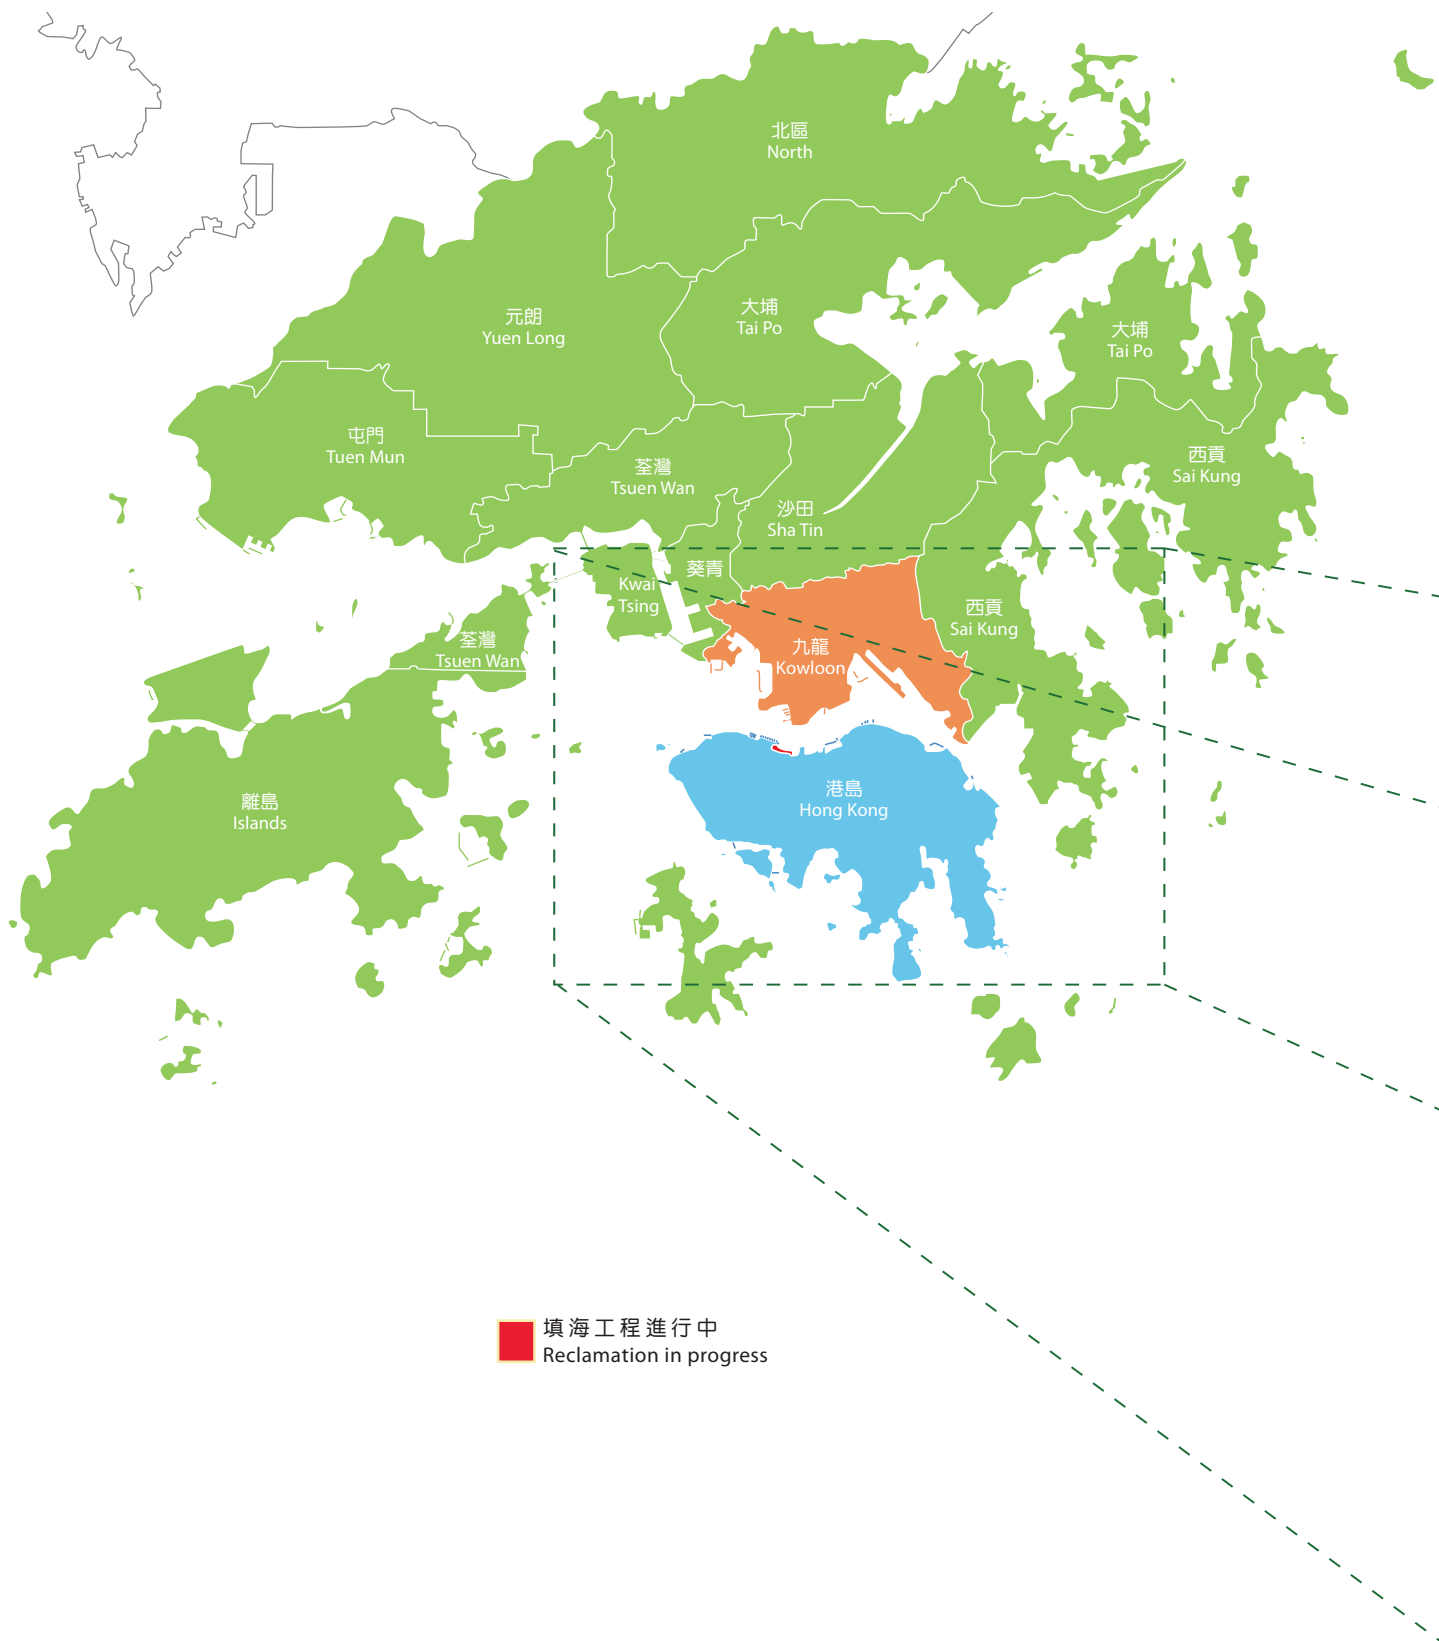 北區
North
大埔
Tai Po
元朗
Yuen Long
大埔
Tai Po
屯門
Tuen Mun
荃灣
Tsuen Wan
西貢
Sai Kung
沙田
Sha Tin
葵青
Kwai
Tsing
西貢
Sai Kung
荃灣
Tsuen Wan
九龍
Kowloon
港島
Hong Kong
離島
Islands
填海工程進行中
Reclamation in progress